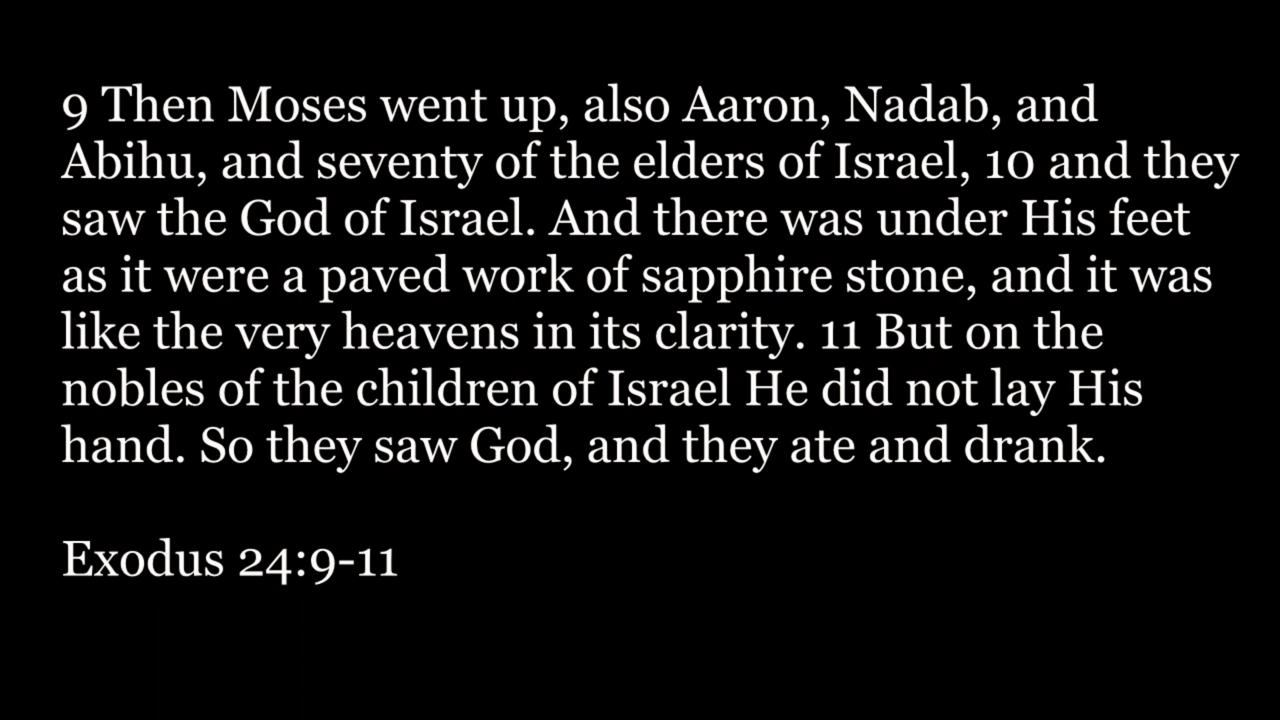 9 Then Moses went up, also Aaron, Nadab, and
Abihu, and seventy of the elders of Israel, 10 and they
saw the God of Israel. And there was under His feet
as it were a paved work of sapphire stone, and it was
like the very heavens in its clarity. 11 But on the
nobles of the children of Israel He did not lay His
hand. So they saw God, and they ate and drank.
Exodus 24:9-11